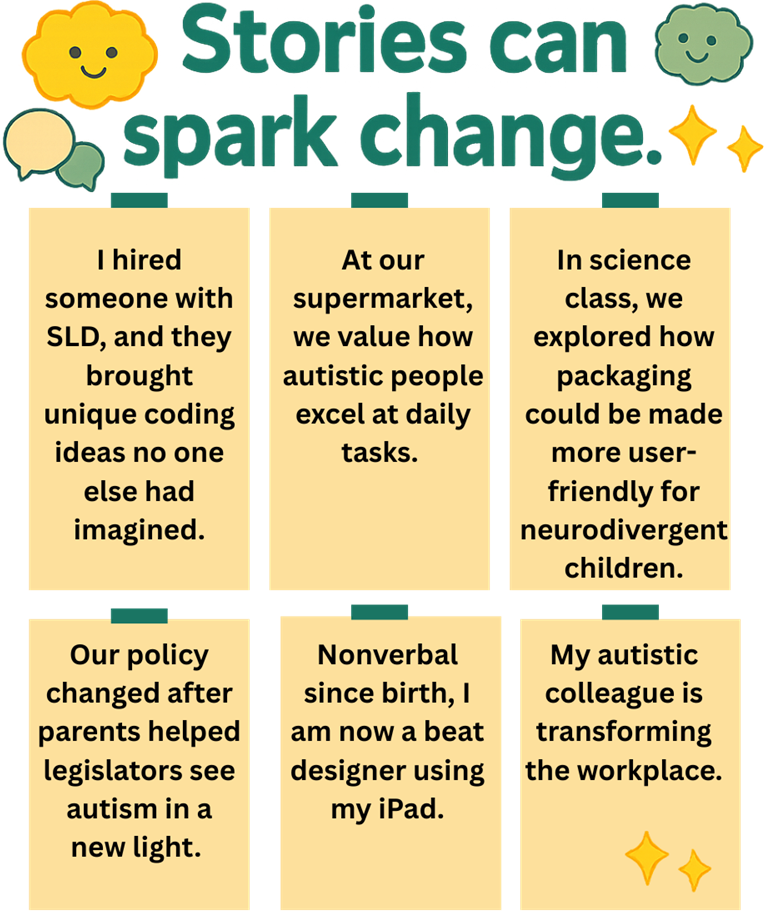 Stories can
spark change.
I hired
someone with
SLD, and they
brought
unique coding
ideas no one
else had
imagined.
At our
supermarket,
we value how
autistic people
excel at daily
tasks.
In science
class, we
explored how
packaging
could be made
more user-
friendly for
neurodivergent
children.
Our policy
changed after
parents helped
legislators see
autism in a
new light.
Nonverbal
since birth, I
am now a beat
designer using
my iPad.
My autistic
colleague is
transforming
the workplace.